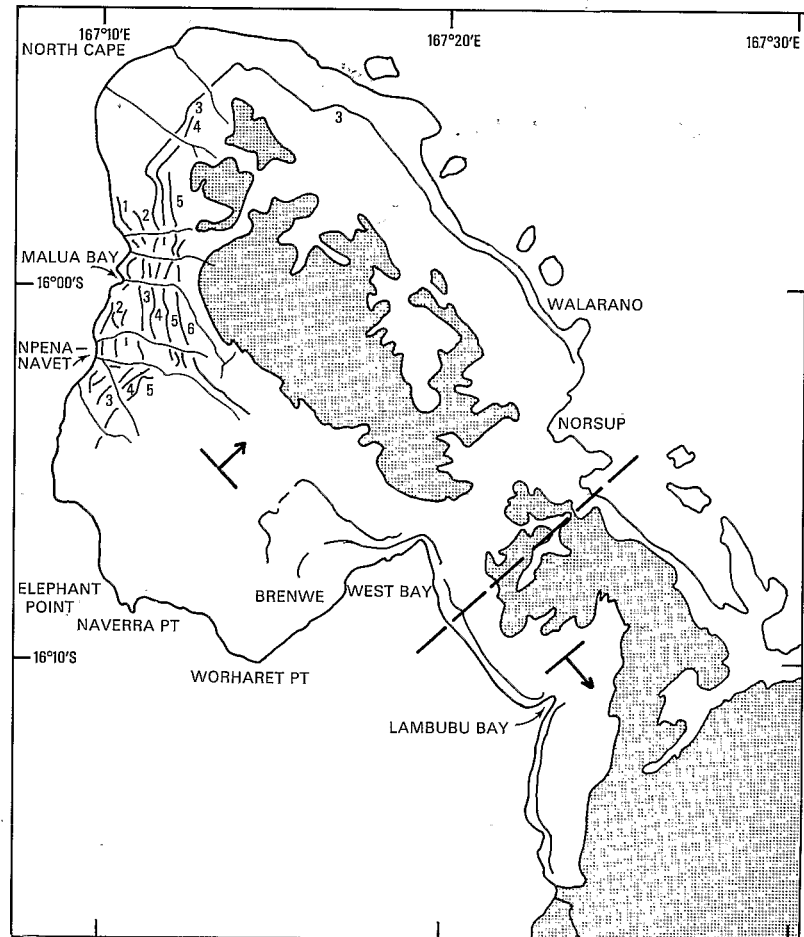 167°10'E
167°20'E
167°30'E
NORTH CAPE
3
4
3
5
1
2
MALUA BAY
16°00'S
WALARANO
2
3
4
5
6
NPENA–
NAVET
4
5
3
NORSUP
ELEPHANT
POINT
NAVERRA PT
BRENWE
WEST BAY
16°10'S
WORHARET PT
LAMBUBU BAY